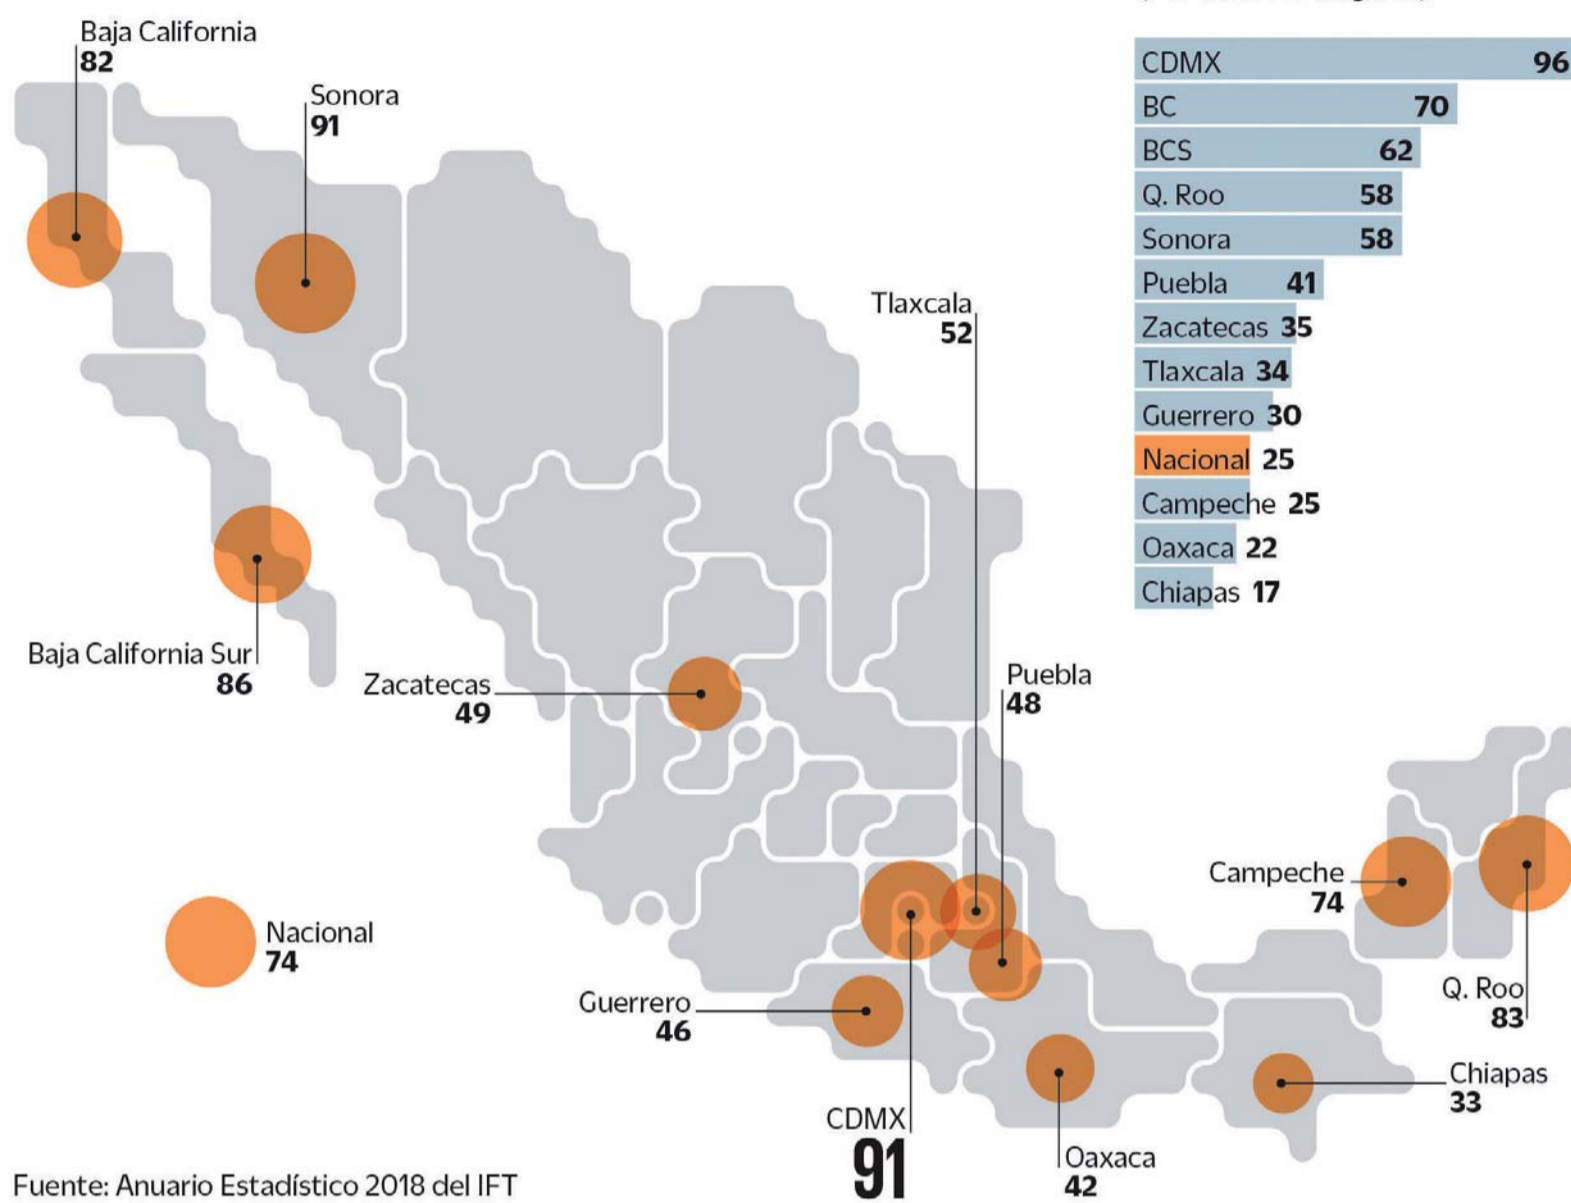 Baja California
82
Sonora
91
CDMX 96
BC 70
BCS 62
Q. Roo 58
Sonora 58
Puebla 41
Zacatecas 35
Tlaxcala 34
Guerrero 30
Nacional 25
Campeche 25
Oaxaca 22
Chiapas 17
Tlaxcala
52
Baja California Sur
86
Zacatecas
49
Puebla
48
Nacional
74
Campeche
74
Q. Roo
83
Guerrero
46
Chiapas
33
CDMX
91
Oaxaca
42
Fuente: Anuario Estadístico 2018 del IFT